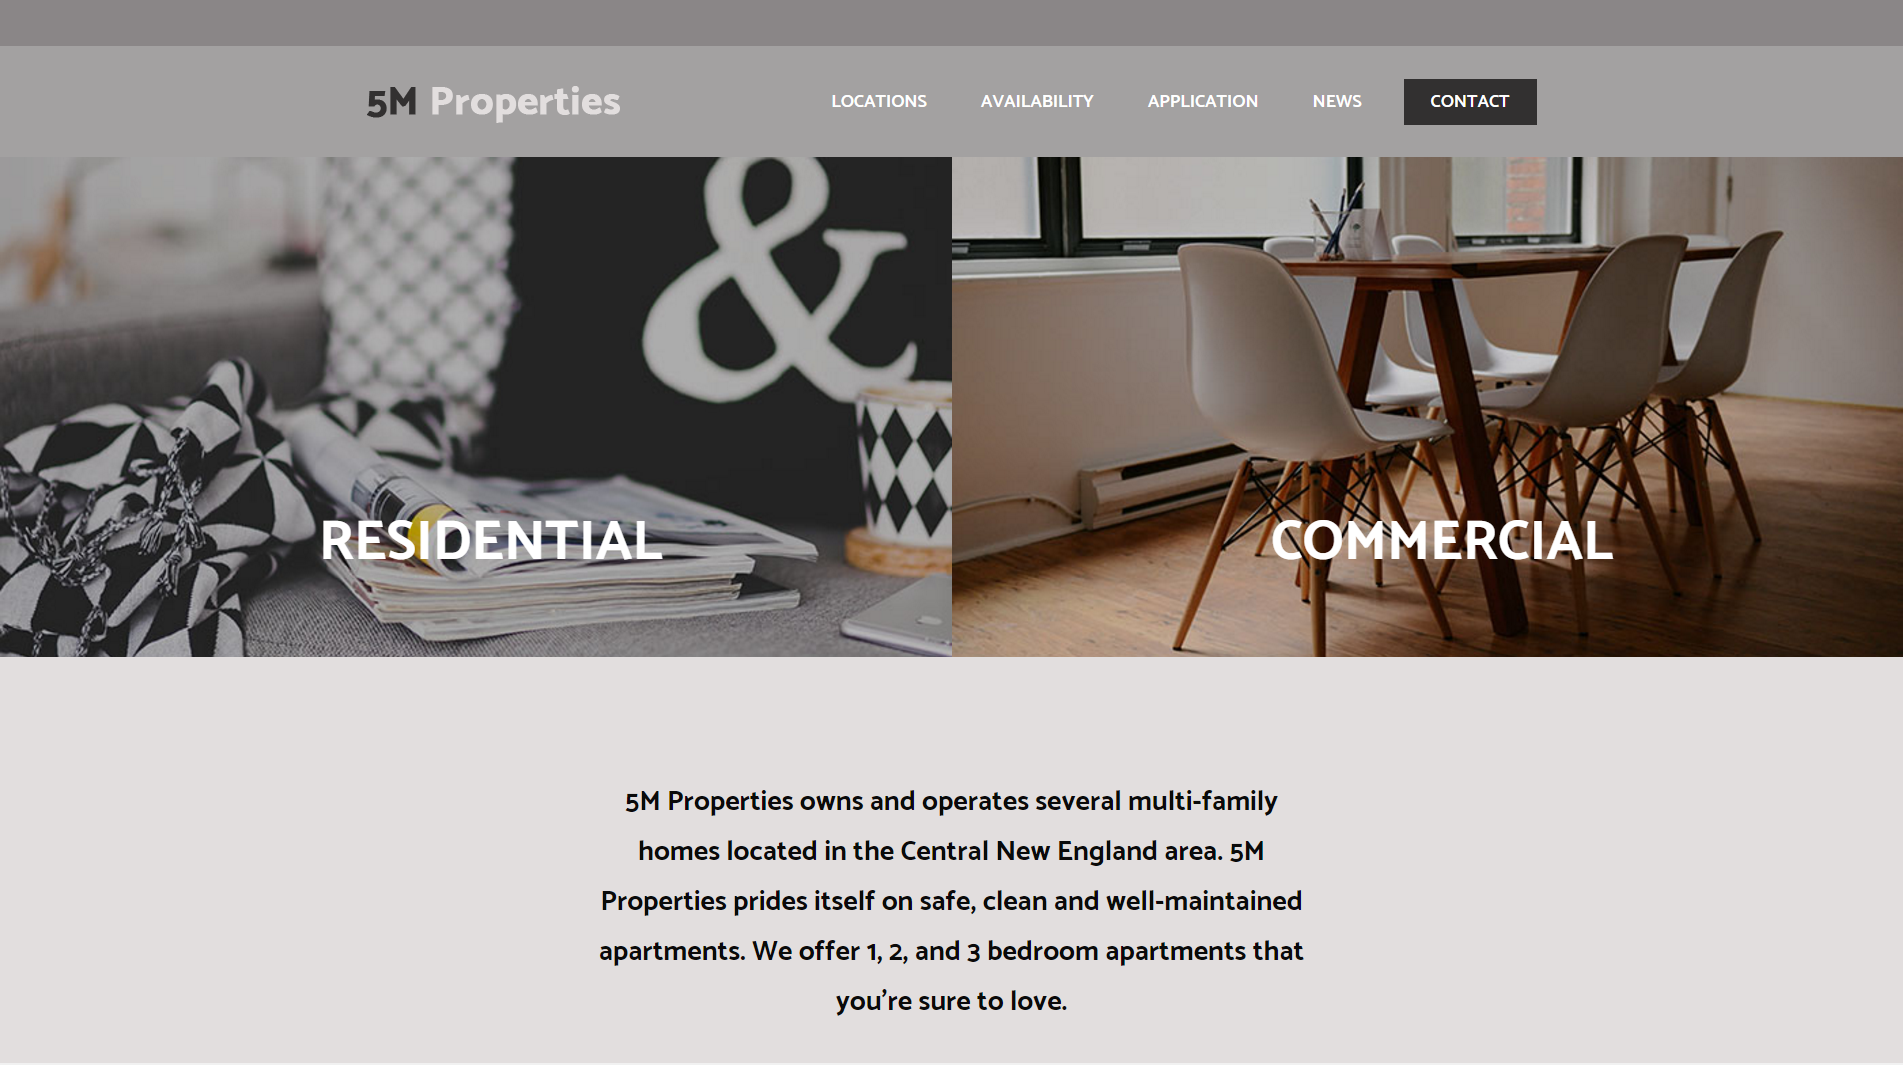 5M Properties
LOCATIONS AVAILABILITY APPLICATION NEWS CONTACT
&
RESIDENTIAL
COMMERCIAL
5M Properties owns and operates several multi-family
homes located in the Central New England area. 5M
Properties prides itself on safe, clean and well-maintained
apartments. We offer 1, 2, and 3 bedroom apartments that
you’re sure to love.